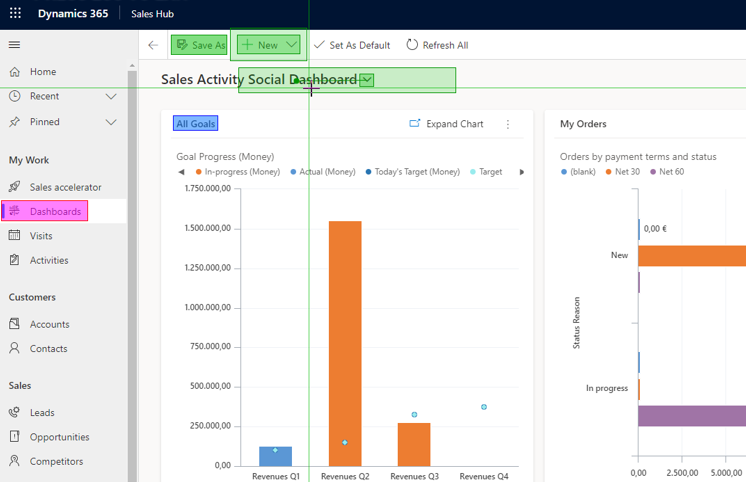 Dynamics 365 Sales Hub
Save As New Set As Default Refresh All
Home
Recent
Pinned
My Work
Sales accelerator
Dashboards
Visits
Activities
Customers
Accounts
Contacts
Sales
Leads
Opportunities
Competitors
Sales Activity Social Dashboard
All Goals Expand Chart
Goal Progress (Money)
In-progress (Money) Actual (Money) Today's Target (Money) Target
1.750.000,00
1.500.000,00
1.250.000,00
1.000.000,00
750.000,00
500.000,00
250.000,00
0,00
Revenues Q1 Revenues Q2 Revenues Q3 Revenues Q4
My Orders
Orders by payment terms and status
(blank) Net 30 Net 60
Status Reason
0,00 €
New
In progress
0,00 2.500,00 5.000,00